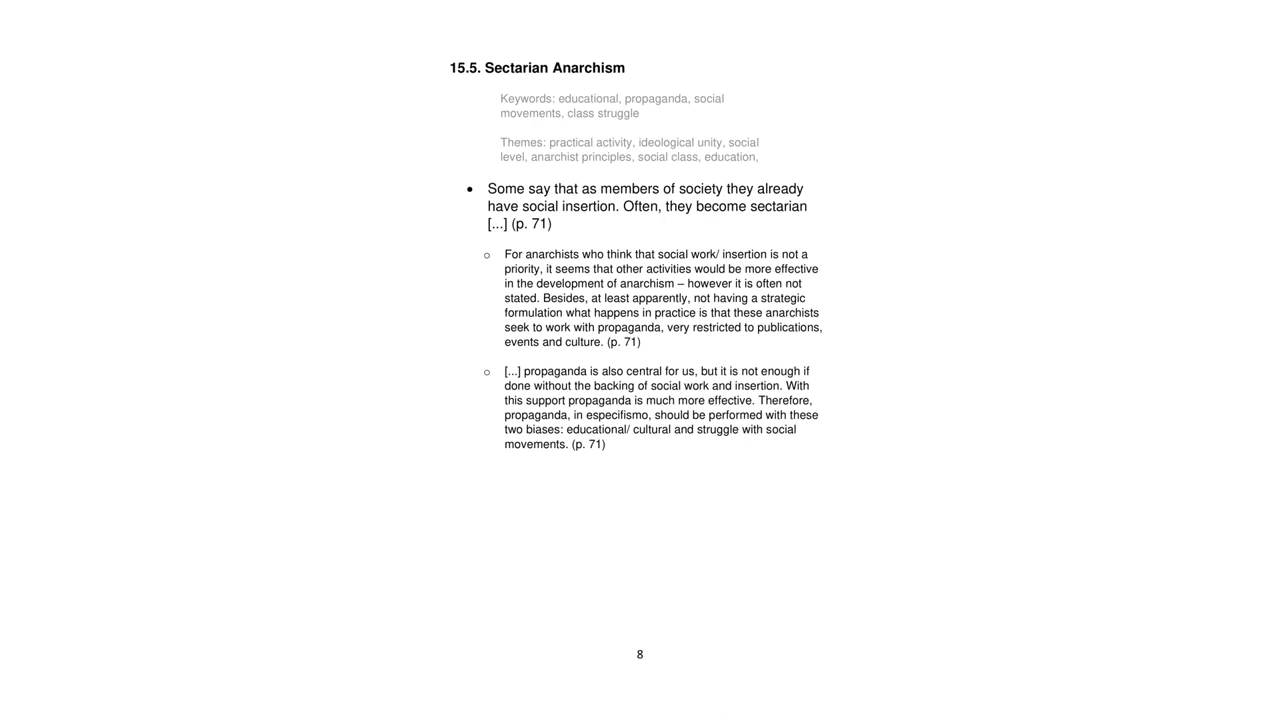 15.5. Sectarian Anarchism
Keywords: educational, propaganda, social
movements, class struggle
Themes: practical activity, ideological unity, social
level, anarchist principles, social class, education,
• Some say that as members of society they already
have social insertion. Often, they become sectarian
[...] (p. 71)
o For anarchists who think that social work/ insertion is not a
priority, it seems that other activities would be more effective
in the development of anarchism – however it is often not
stated. Besides, at least apparently, not having a strategic
formulation what happens in practice is that these anarchists
seek to work with propaganda, very restricted to publications,
events and culture. (p. 71)
o [...] propaganda is also central for us, but it is not enough if
done without the backing of social work and insertion. With
this support propaganda is much more effective. Therefore,
propaganda, in especifismo, should be performed with these
two biases: educational/ cultural and struggle with social
movements. (p. 71)
8